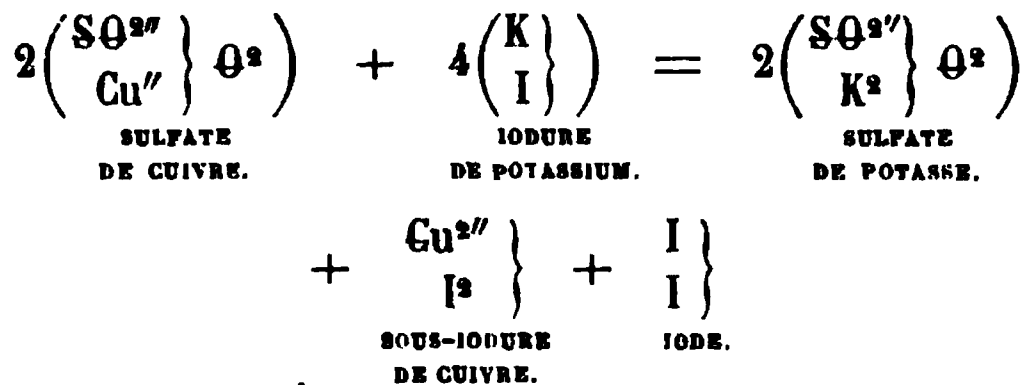 2(SΘ²″ Cu″} Θ²) + 4(K I}) = 2(SΘ²″ K²} Θ²)
SULFATE IODURE SULFATE
DE CUIVRE. DE POTASSIUM. DE POTASSE.
+ Cu²″ I²} + I I}
SOUS-IODURE IODE.
DE CUIVRE.